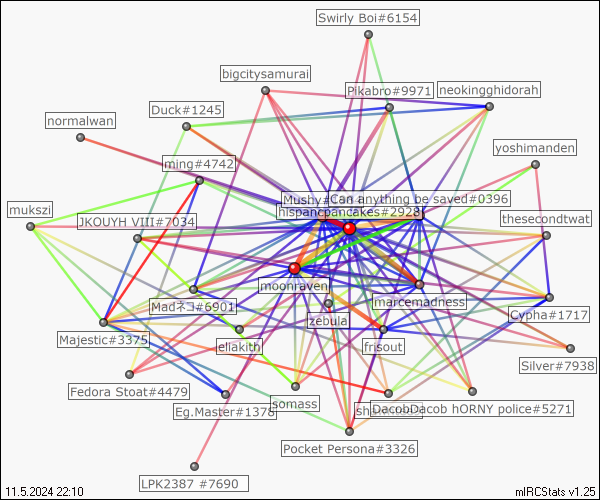 Swirly Boi#6154
bigcitysamurai
Pikabro#9971
neokingghidorah
Duck#1245
normalwan
yoshimanden
ming#4742
Mushy
Can anything be saved#0396
mukszi
hispancpancakes#2928
JKOUYH VIII#7034
thesecondtwat
moonraven
marcemadness
Madネコ#6901
zebula
Cypha#1717
Majestic#3375
eliakith
frisout
Silver#7938
Fedora Stoat#4479
somass
Eg.Master#1378
DacobDacob hORNY police#5271
Pocket Persona#3326
LPK2387 #7690
11.5.2024 22:10
mIRCStats v1.25